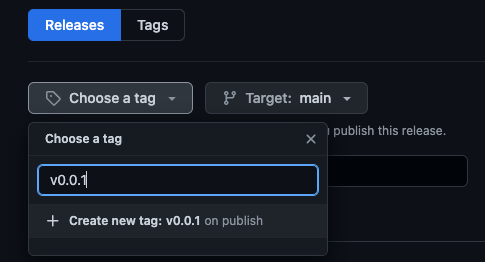 Releases Tags
Choose a tag Target: main
publish this release.
Choose a tag
v0.0.1
Create new tag: v0.0.1 on publish